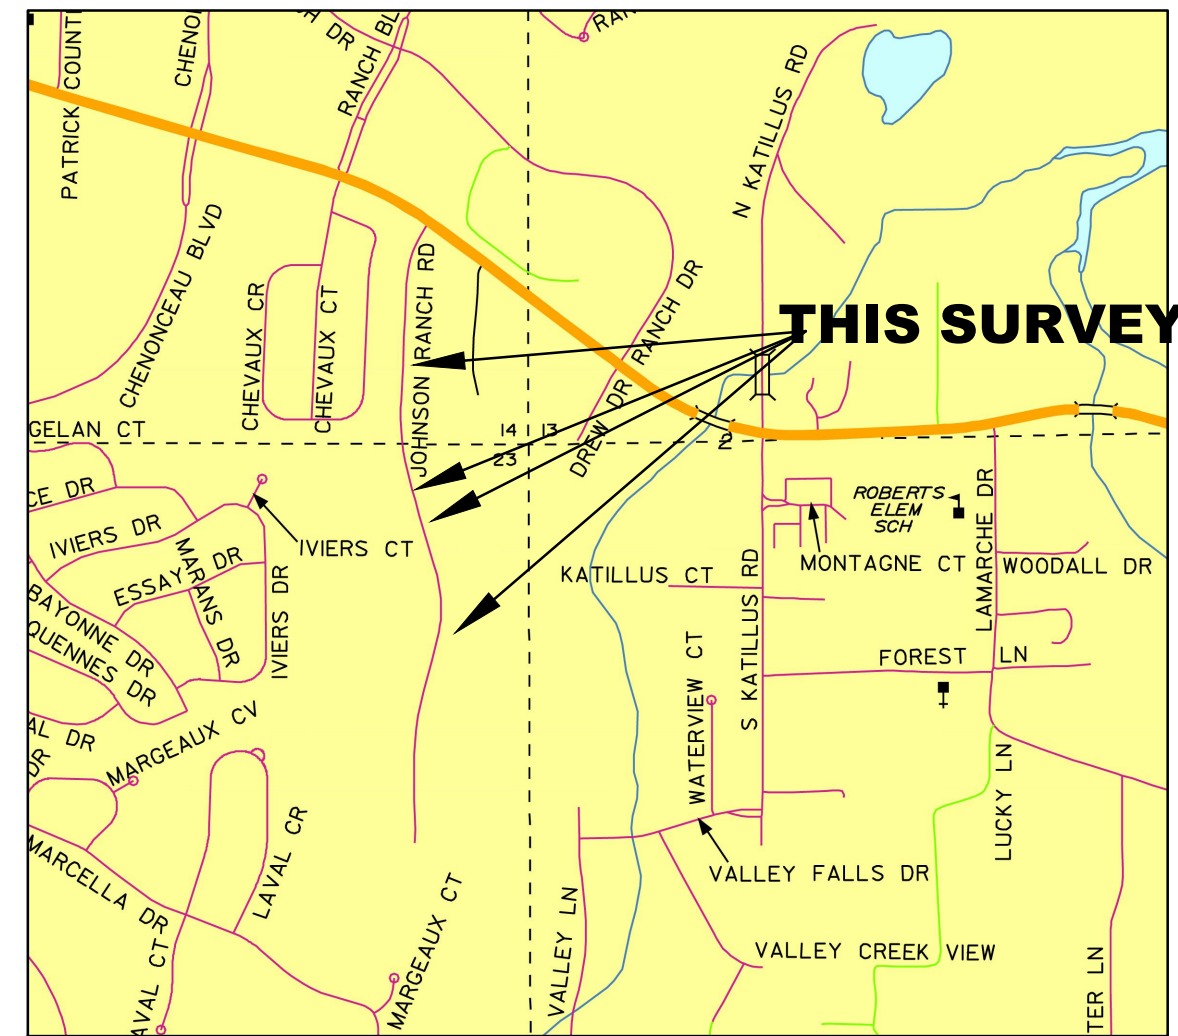 PATRICK COUNT
CHENO
CH DR
RANCH BL
RAN
N KATILLUS RD
CHENONCEAU BLVD
CHEVAUX CR
CHEVAUX CT
JOHNSON RANCH RD
DREW DR
RANCH DR
THIS SURVEY
GELAN CT
14
13
23
2
CE DR
IVIERS DR
IVIERS CT
ESSAY DR
MARANS DR
IVIERS DR
BAYONNE DR
QUENNES DR
AL DR
DR
MARGEAUX CV
MARCELLA DR
LAVAL CR
AVAL CT
MARGEAUX CT
ROBERTS
ELEM
SCH
MONTAGNE CT
LAMARCHE DR
WOODALL DR
KATILLUS CT
S KATILLUS RD
FOREST LN
WATERVIEW CT
LUCKY LN
VALLEY FALLS DR
VALLEY LN
VALLEY CREEK VIEW
TER LN